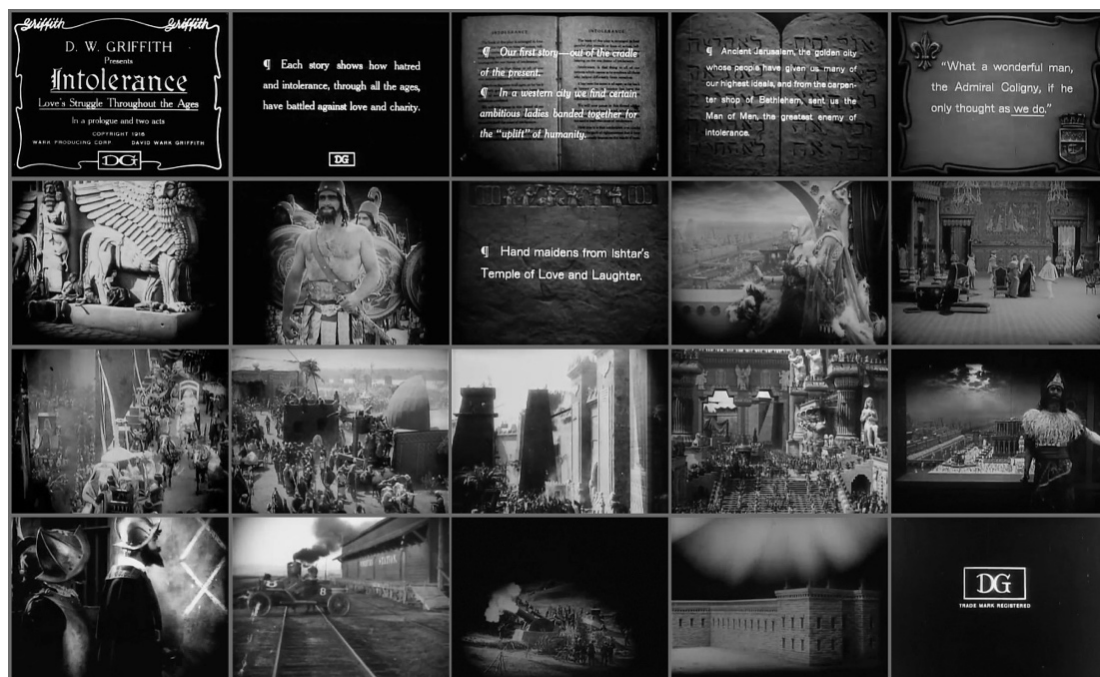 Griffith Griffith
D. W. GRIFFITH
Presents
Intolerance
Love's Struggle Throughout the Ages
In a prologue and two acts
COPYRIGHT 1916
WARK PRODUCING CORP. DAVID WARK GRIFFITH
DG
¶ Each story shows how hatred
and intolerance, through all the ages,
have battled against love and charity.
DG
INTOLERANCE INTOLERANCE
¶ Our first story—out of the cradle
of the present.
¶ In a western city we find certain
ambitious ladies banded together for
the "uplift" of humanity.
¶ Ancient Jerusalem, the golden city
whose people have given us many of
our highest ideals, and from the carpen-
ter shop of Bethlehem, sent us the
Man of Men, the greatest enemy of
intolerance.
"What a wonderful man,
the Admiral Coligny, if he
only thought as we do."
¶ Hand maidens from Ishtar's
Temple of Love and Laughter.
8
DG
TRADE MARK REGISTERED